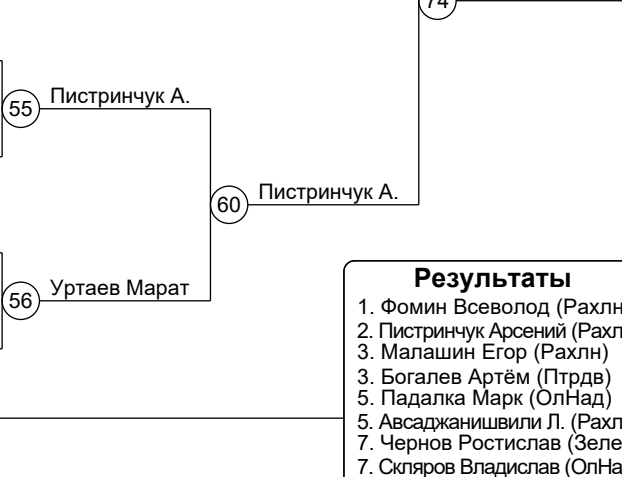 74
55 Пистринчук А.
60 Пистринчук А.
56 Уртаев Марат
Результаты
1. Фомин Всеволод (Рахлн
2. Пистринчук Арсений (Рахл
3. Малашин Егор (Рахлн)
3. Богалев Артём (Птрдв)
5. Падалка Марк (ОлНад)
5. Авсаджанишвили Л. (Рахл
7. Чернов Ростислав (Зеле
7. Скляров Владислав (ОлНа